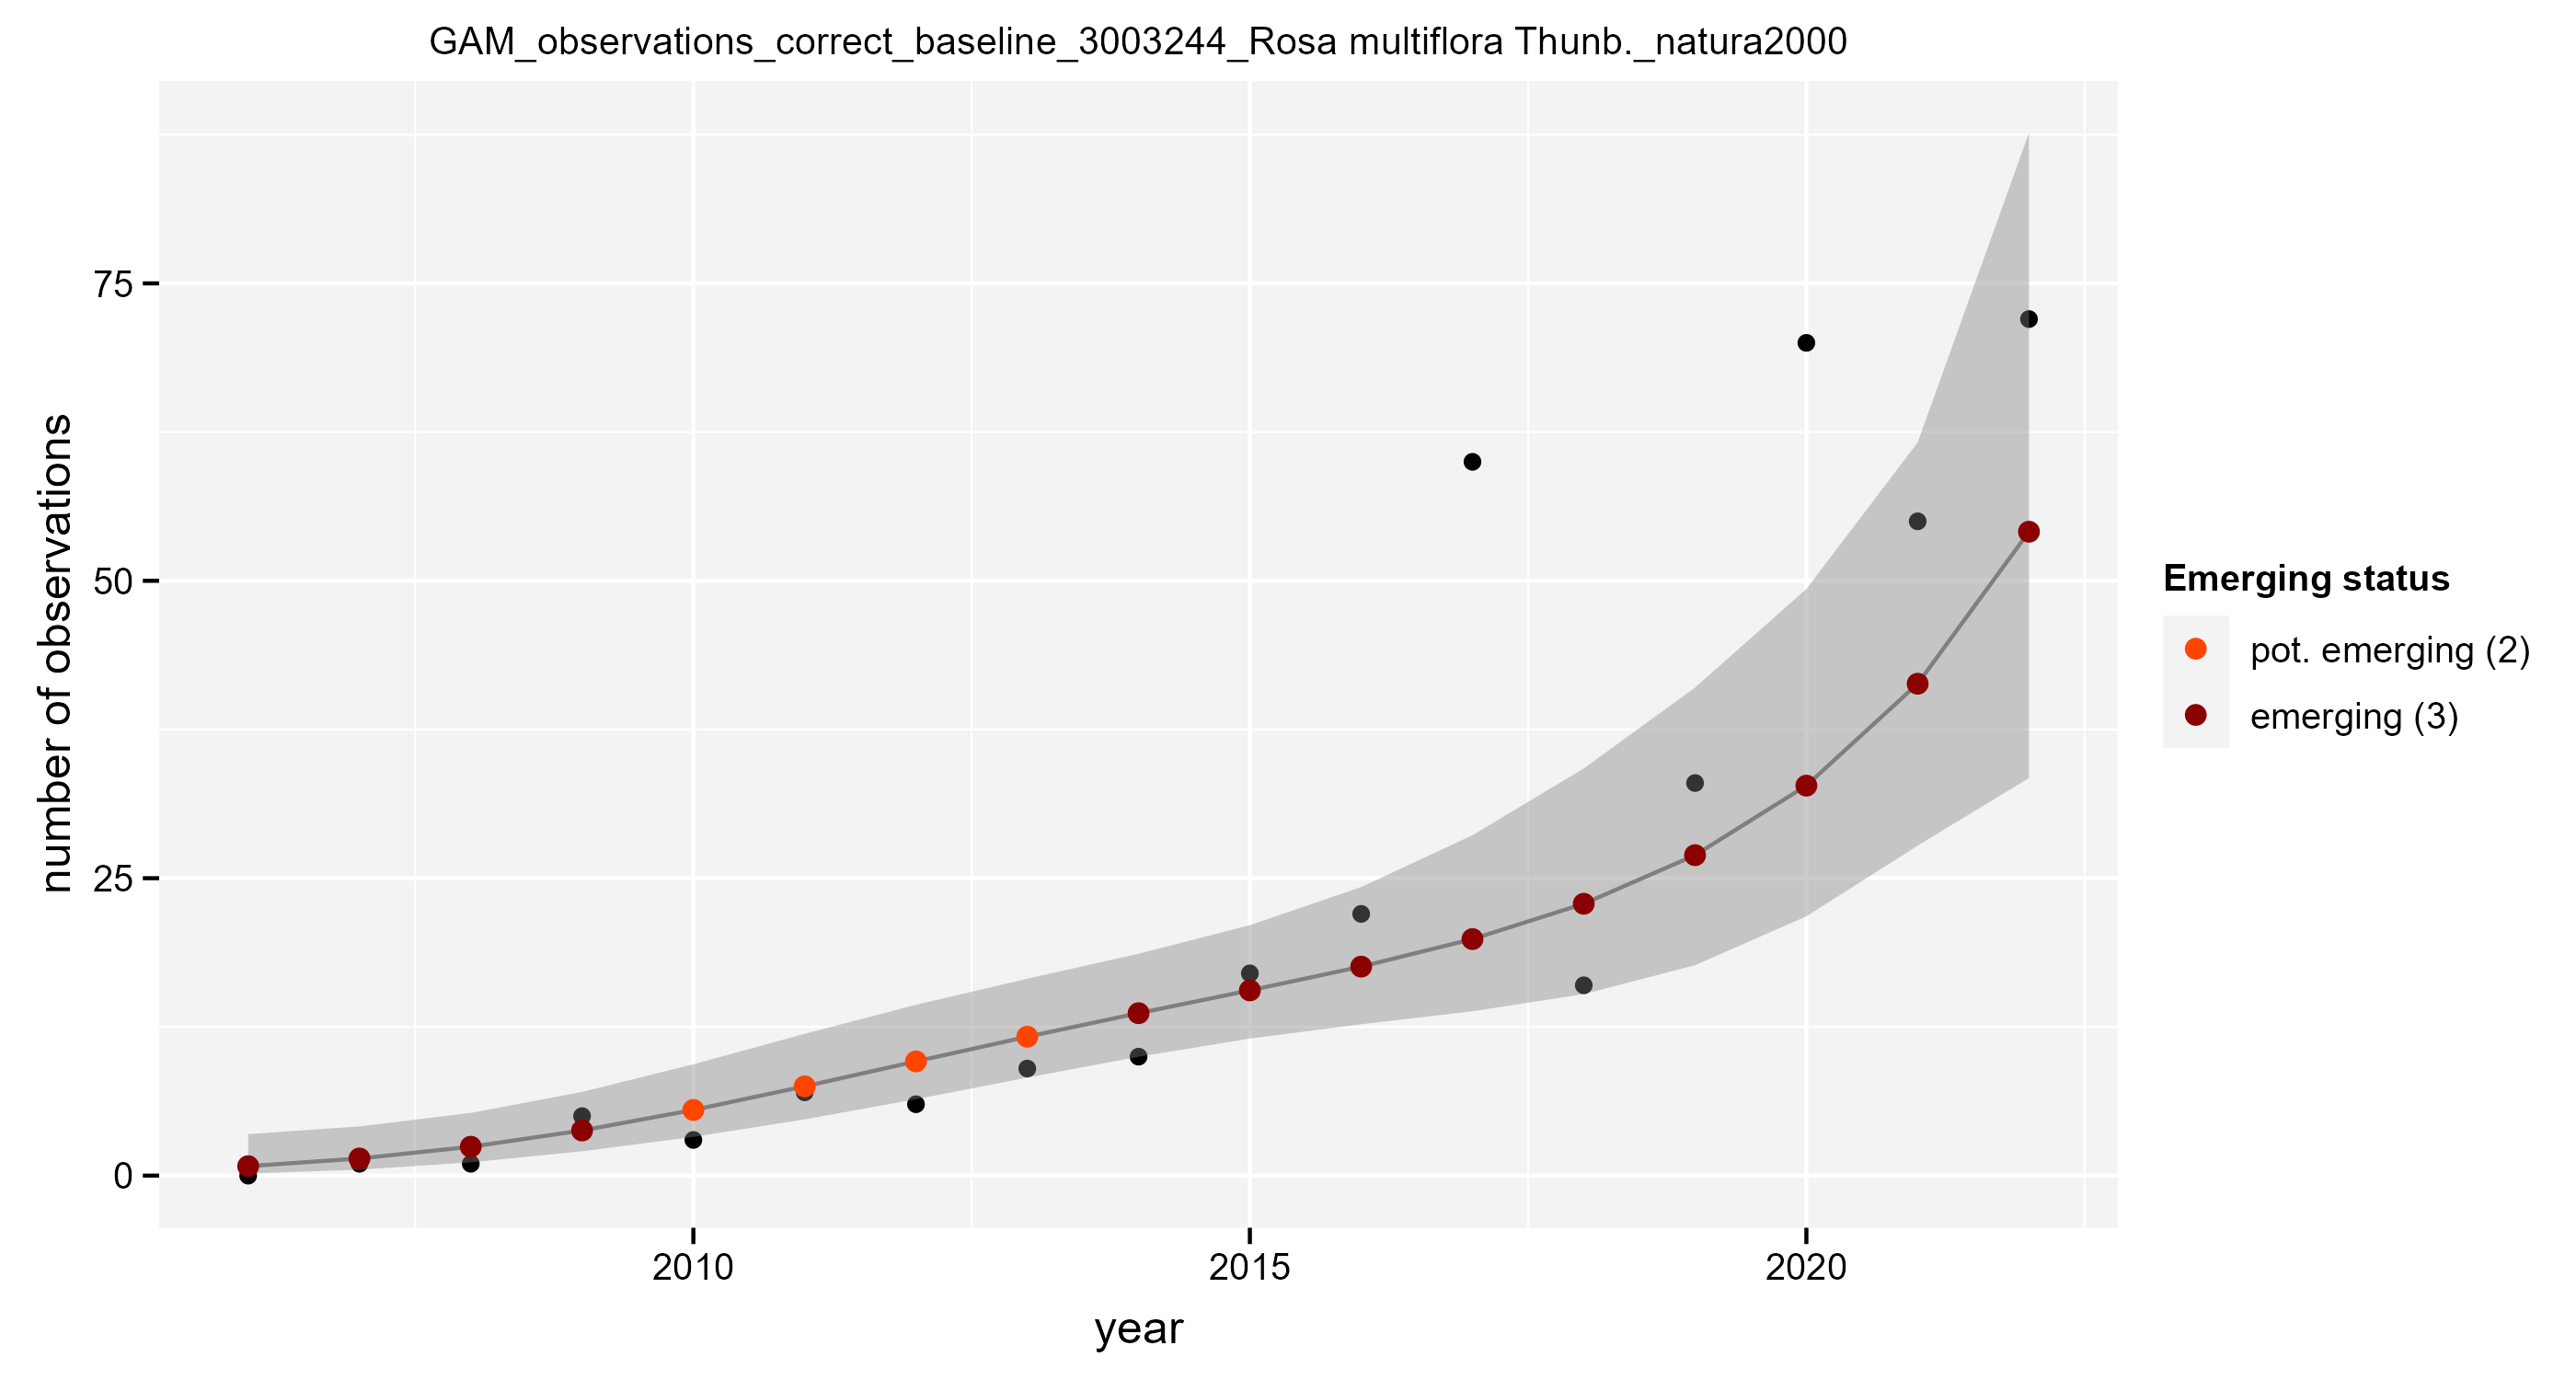 GAM_observations_correct_baseline_3003244_Rosa multiflora Thunb._natura2000
number of observations
75
50
25
0
2010
2015
2020
year
Emerging status
pot. emerging (2)
emerging (3)